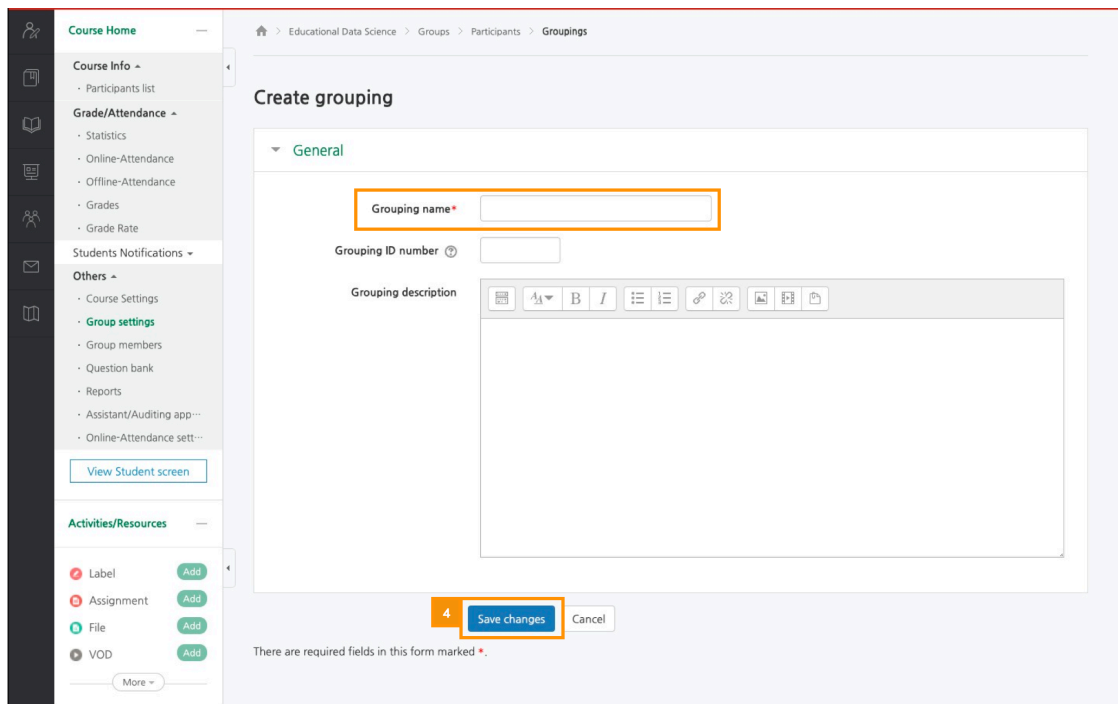 Course Home
Course Info
Participants list
Grade/Attendance
Statistics
Online-Attendance
Offline-Attendance
Grades
Grade Rate
Students Notifications
Others
Course Settings
Group settings
Group members
Question bank
Reports
Assistant/Auditing app···
Online-Attendance sett···
View Student screen
Activities/Resources
Label Add
Assignment Add
File Add
VOD Add
More
> Educational Data Science > Groups > Participants > Groupings
Create grouping
General
Grouping name*
Grouping ID number ?
Grouping description
B I
4 Save changes Cancel
There are required fields in this form marked *.